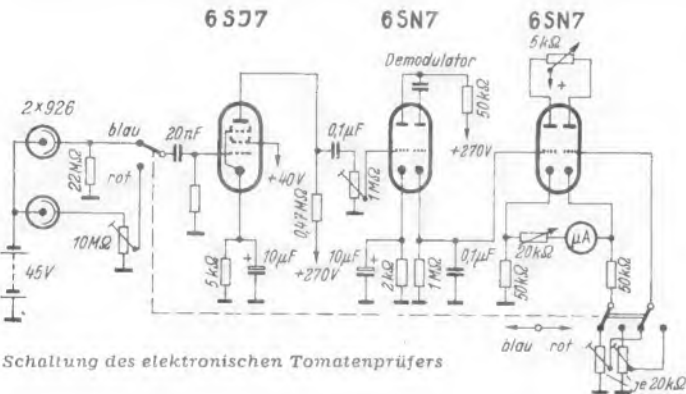 6SJ7 6SN7 6SN7
5kΩ
+
Demodulator
2×926
blau
20nF
0,1µF
50kΩ
+270V
22MΩ
rot
+40V
1MΩ
10MΩ
0,47MΩ
µA
20kΩ
45V
5kΩ
+
10µF
+270V
10µF
+
2kΩ
1MΩ
0,1µF
50kΩ
50kΩ
blau rot
je 20kΩ
Schaltung des elektronischen Tomatenprüfers